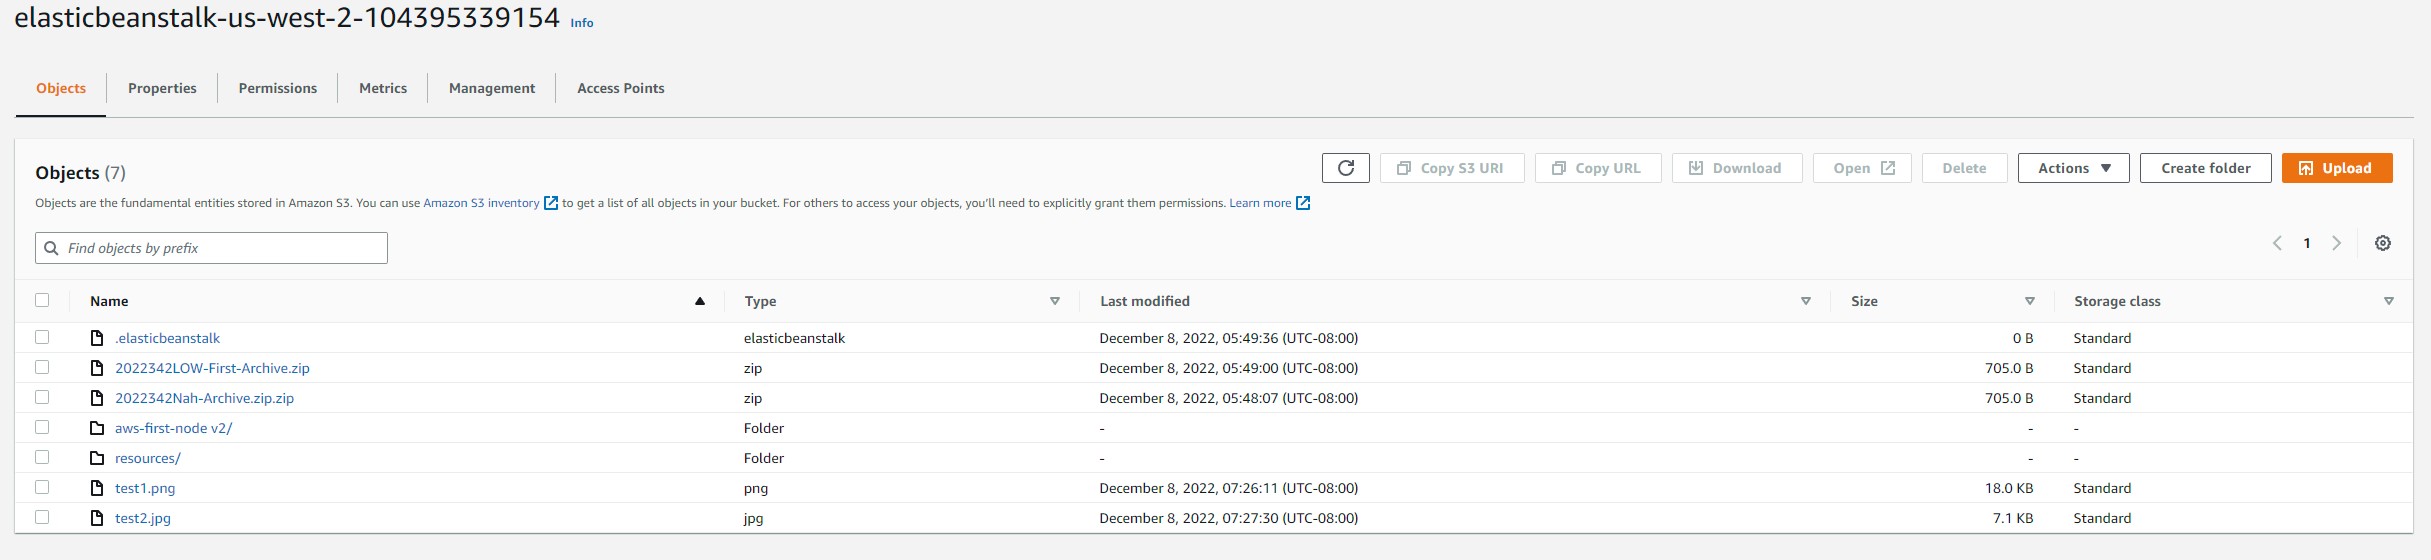 elasticbeanstalk-us-west-2-104395339154 Info
Objects Properties Permissions Metrics Management Access Points
Objects (7)
Copy S3 URI Copy URL Download Open Delete Actions Create folder Upload
Objects are the fundamental entities stored in Amazon S3. You can use Amazon S3 inventory to get a list of all objects in your bucket. For others to access your objects, you'll need to explicitly grant them permissions. Learn more
Find objects by prefix
1
Name Type Last modified Size Storage class
.elasticbeanstalk elasticbeanstalk December 8, 2022, 05:49:36 (UTC-08:00) 0 B Standard
2022342LOW-First-Archive.zip zip December 8, 2022, 05:49:00 (UTC-08:00) 705.0 B Standard
2022342Nah-Archive.zip.zip zip December 8, 2022, 05:48:07 (UTC-08:00) 705.0 B Standard
aws-first-node v2/ Folder - - -
resources/ Folder - - -
test1.png png December 8, 2022, 07:26:11 (UTC-08:00) 18.0 KB Standard
test2.jpg jpg December 8, 2022, 07:27:30 (UTC-08:00) 7.1 KB Standard